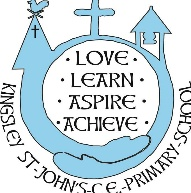 · LOVE ·
· LEARN ·
· ASPIRE ·
· ACHIEVE ·
KINGSLEY ST·JOHN'S·C.E.·PRIMARY·SCHOOL